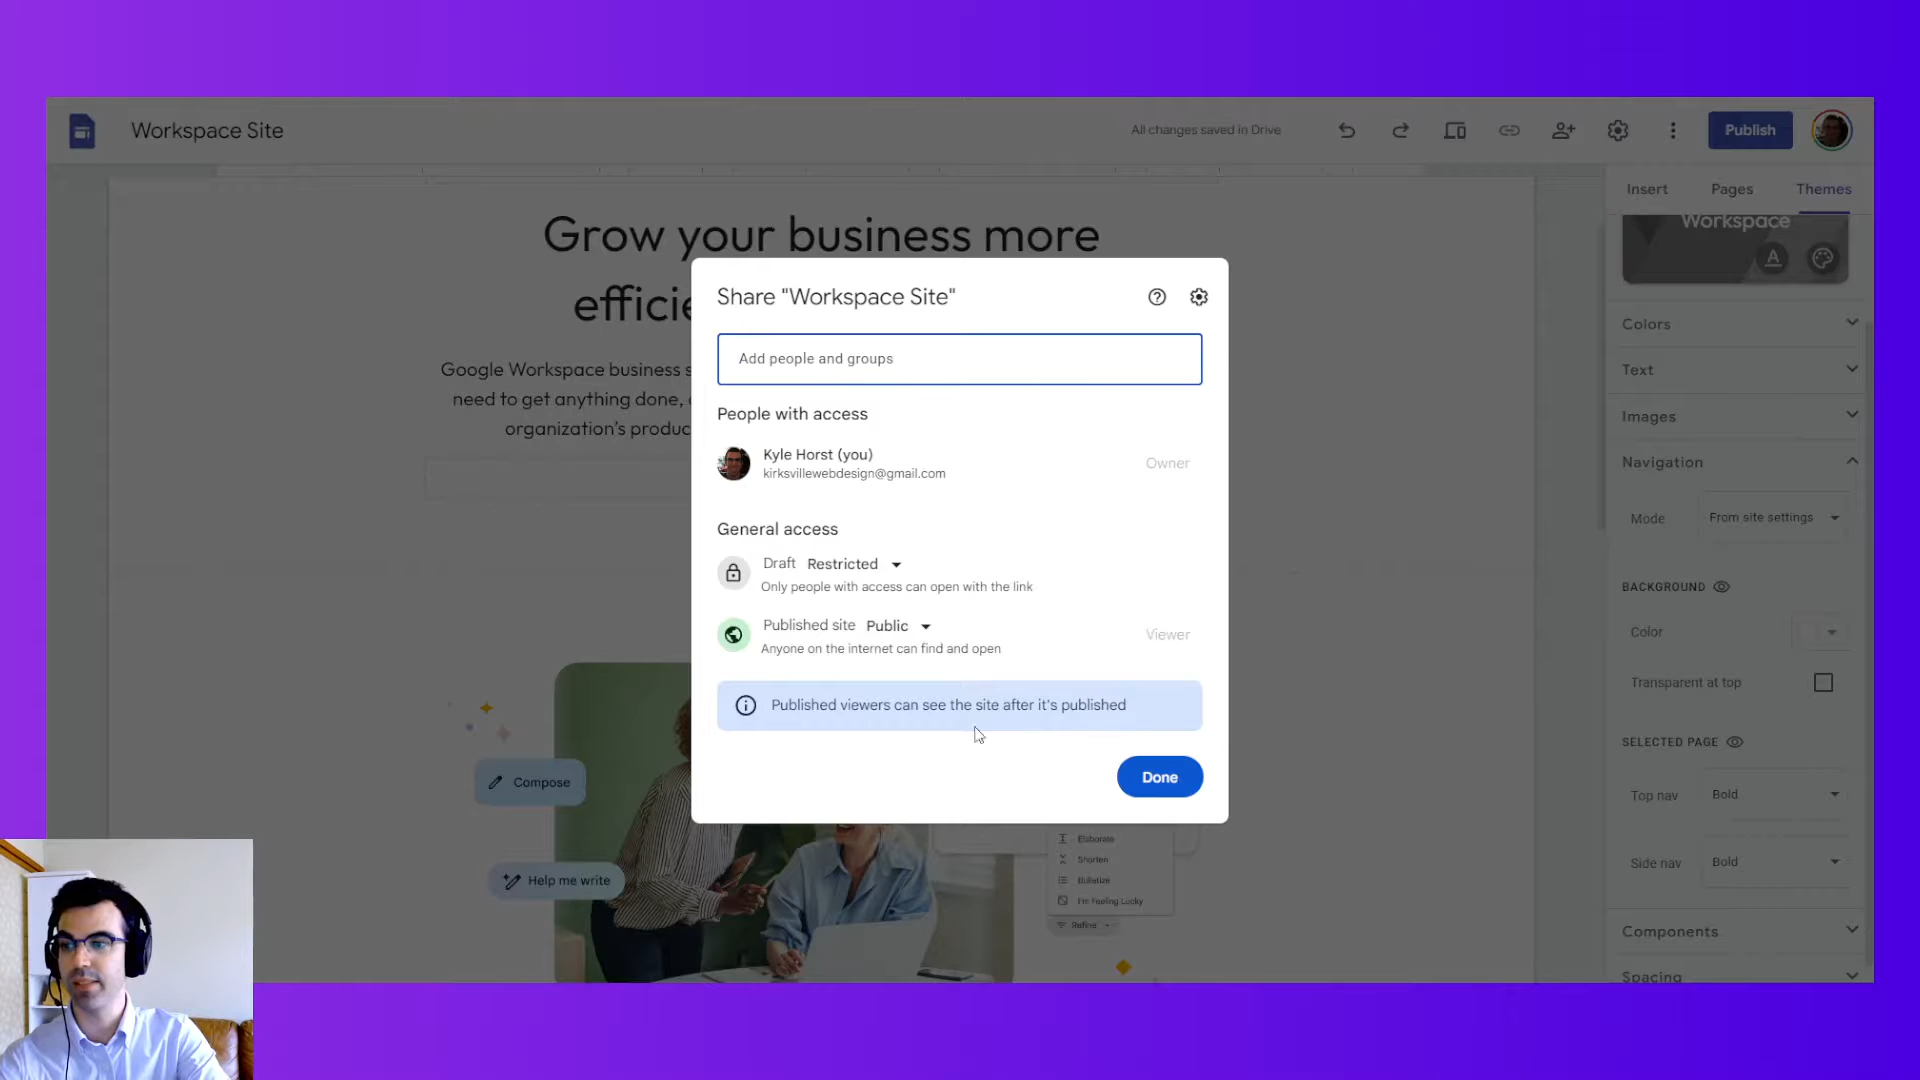 Workspace Site
All changes saved in Drive
Publish
Insert
Pages
Themes
Workspace
Grow your business more
efficie
Google Workspace business s
need to get anything done,
organization's produc
Share "Workspace Site"
Add people and groups
People with access
Kyle Horst (you)
kirksvillewebdesign@gmail.com
Owner
General access
Draft Restricted
Only people with access can open with the link
Published site Public
Anyone on the internet can find and open
Viewer
Published viewers can see the site after it's published
Done
Colors
Text
Images
Navigation
Mode
From site settings
BACKGROUND
Color
Transparent at top
SELECTED PAGE
Top nav
Bold
Side nav
Bold
Components
Spacing
Compose
Help me write
Elaborate
Shorten
Bulletize
I'm Feeling Lucky
Refine